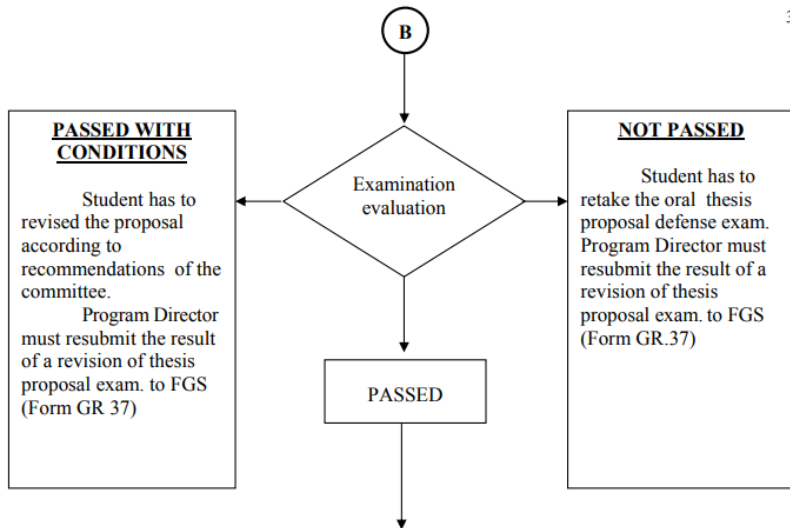 3
B
PASSED WITH
CONDITIONS
Student has to
revised the proposal
according to
recommendations of the
committee.
Program Director
must resubmit the result
of a revision of thesis
proposal exam. to FGS
(Form GR 37)
Examination
evaluation
NOT PASSED
Student has to
retake the oral thesis
proposal defense exam.
Program Director must
resubmit the result of a
revision of thesis
proposal exam. to FGS
(Form GR.37)
PASSED